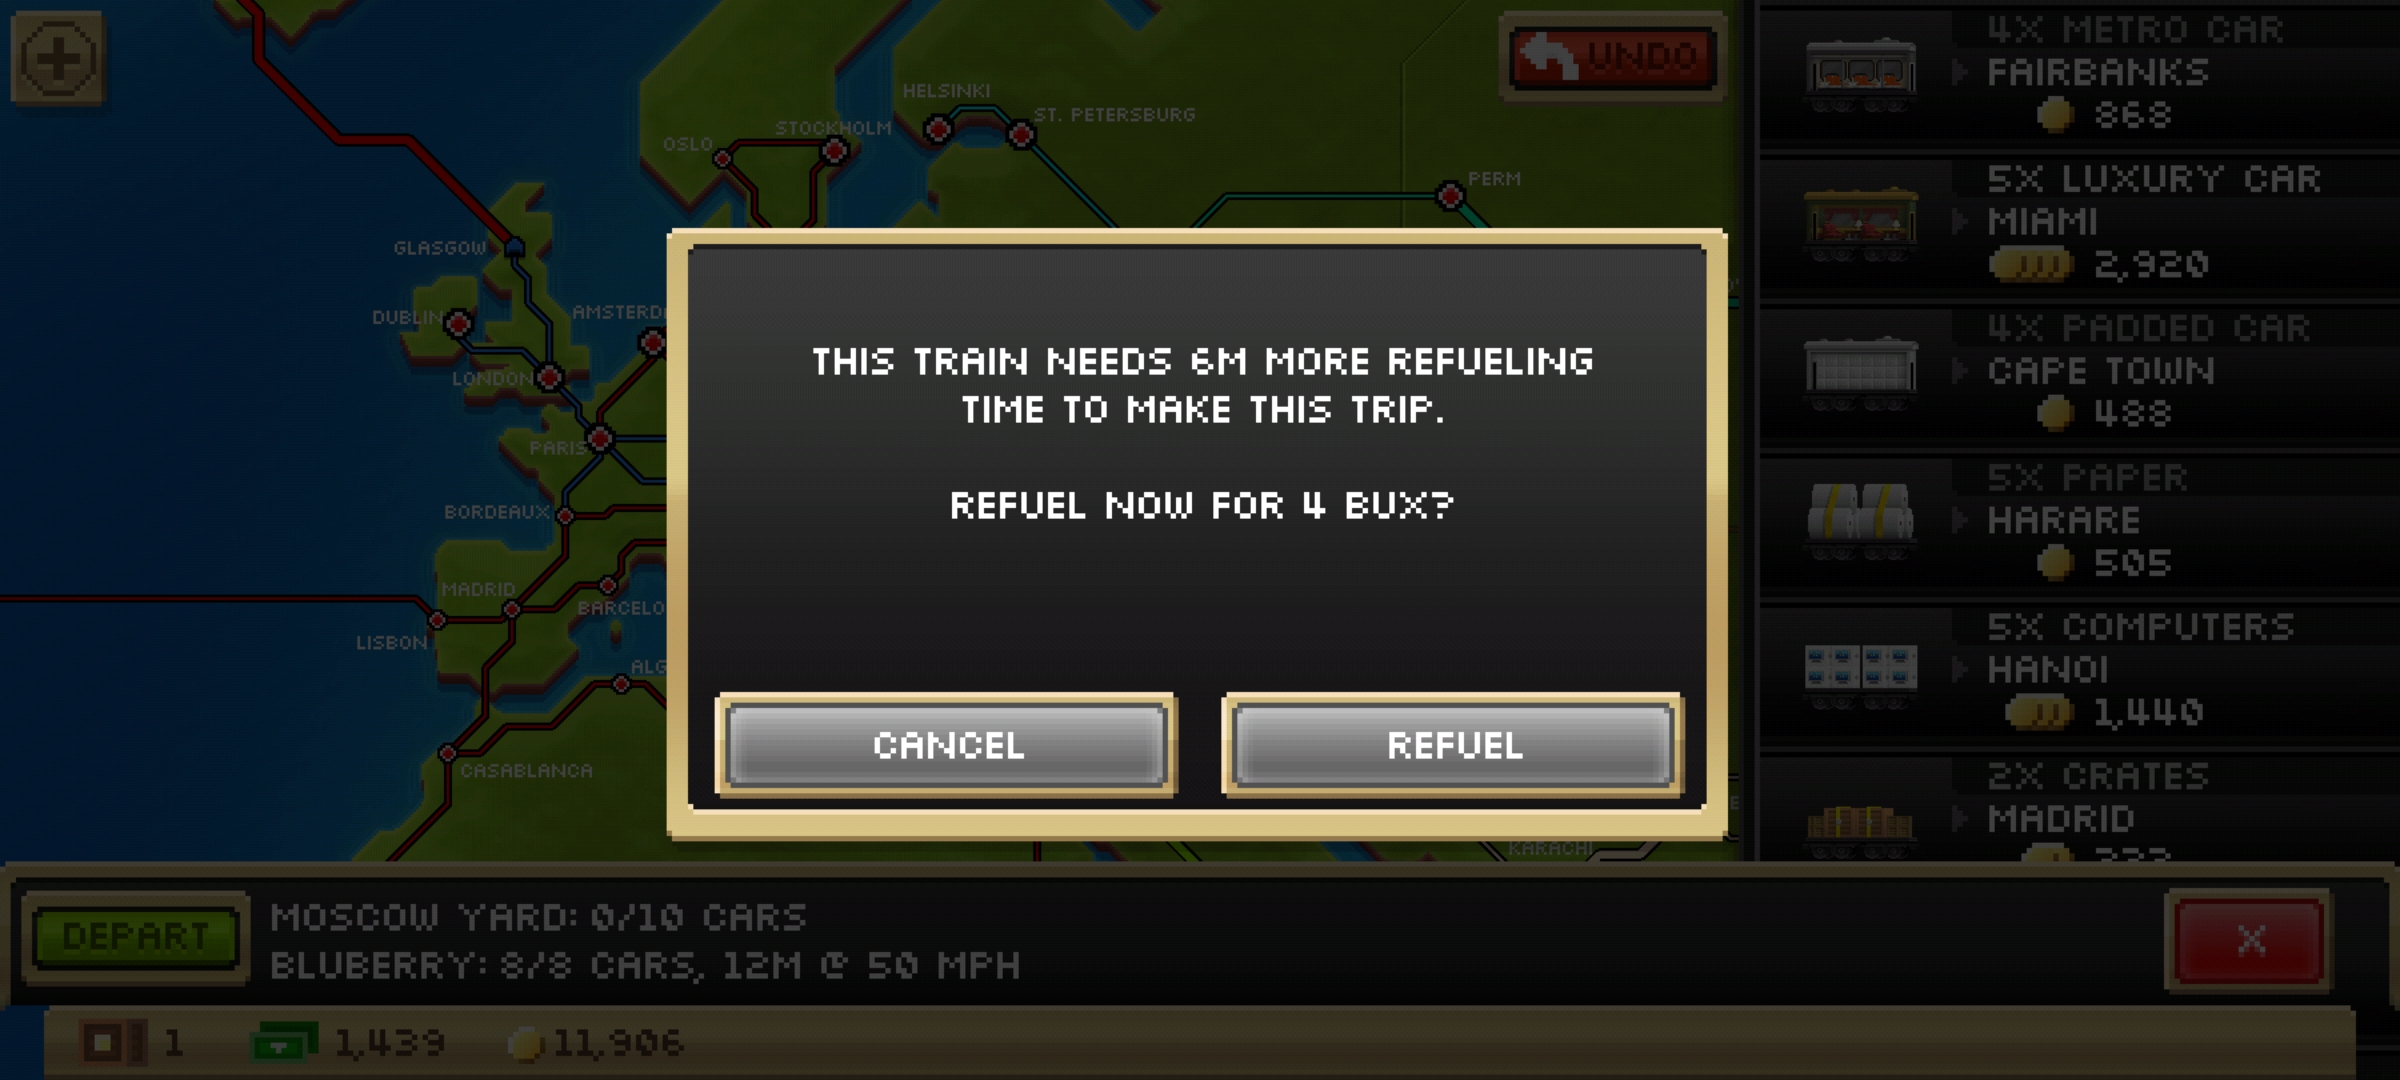 UNDO
HELSINKI
ST. PETERSBURG
STOCKHOLM
OSLO
PERM
GLASGOW
DUBLIN
AMSTERD
LONDON
PARIS
BORDEAUX
MADRID
BARCELO
LISBON
ALG
CASABLANCA
KARACHI
THIS TRAIN NEEDS 6M MORE REFUELING
TIME TO MAKE THIS TRIP.
REFUEL NOW FOR 4 BUX?
CANCEL
REFUEL
4X METRO CAR
FAIRBANKS
868
5X LUXURY CAR
MIAMI
2,920
4X PADDED CAR
CAPE TOWN
488
5X PAPER
HARARE
505
5X COMPUTERS
HANOI
1,440
2X CRATES
MADRID
DEPART
MOSCOW YARD: 0/10 CARS
BLUBERRY: 8/8 CARS, 12M @ 50 MPH
X
1
1,439
11,906